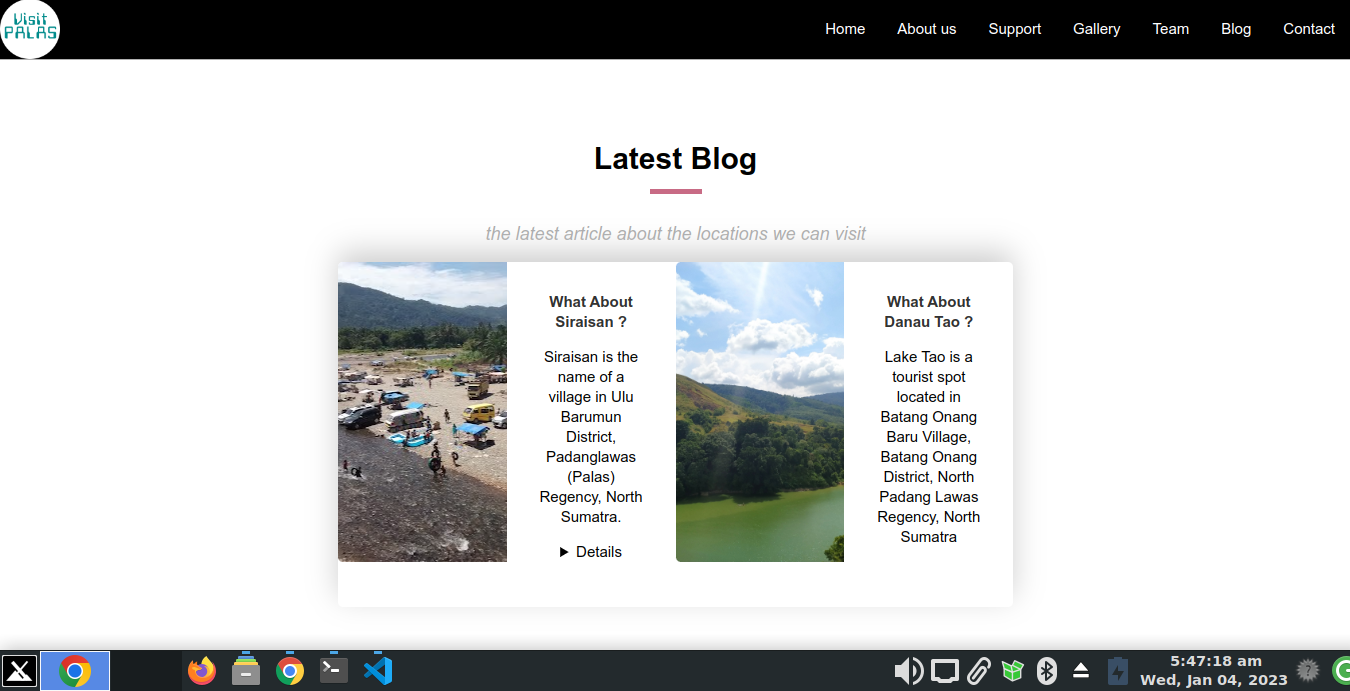 Visit
PALAS
Home About us Support Gallery Team Blog Contact
Latest Blog
the latest article about the locations we can visit
What About
Siraisan ?
Siraisan is the
name of a
village in Ulu
Barumun
District,
Padanglawas
(Palas)
Regency, North
Sumatra.
Details
What About
Danau Tao ?
Lake Tao is a
tourist spot
located in
Batang Onang
Baru Village,
Batang Onang
District, North
Padang Lawas
Regency, North
Sumatra
5:47:18 am
Wed, Jan 04, 2023